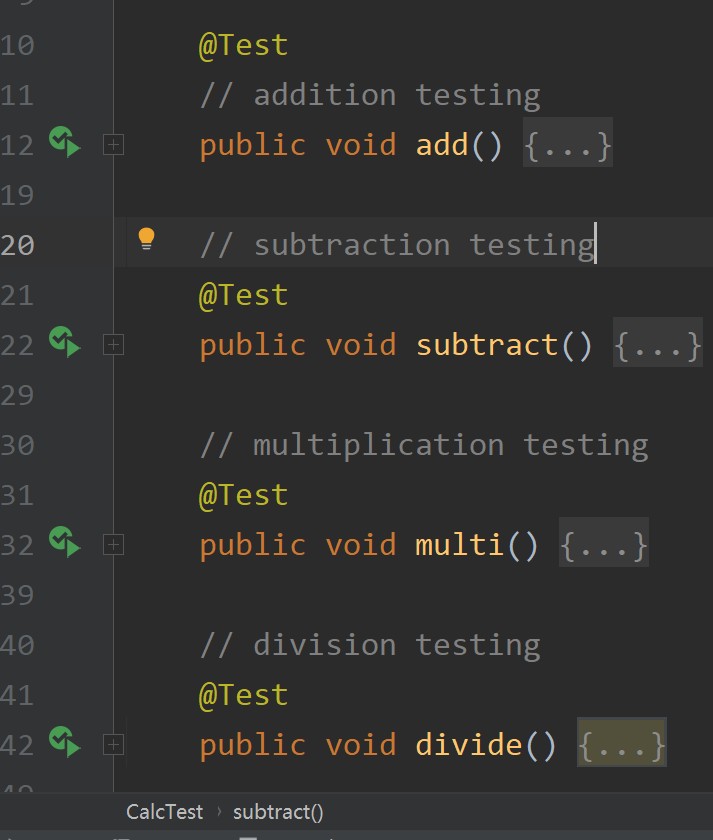 10 @Test
11 // addition testing
12 public void add() {...}
19
20 // subtraction testing
21 @Test
22 public void subtract() {...}
29
30 // multiplication testing
31 @Test
32 public void multi() {...}
39
40 // division testing
41 @Test
42 public void divide() {...}
CalcTest › subtract()